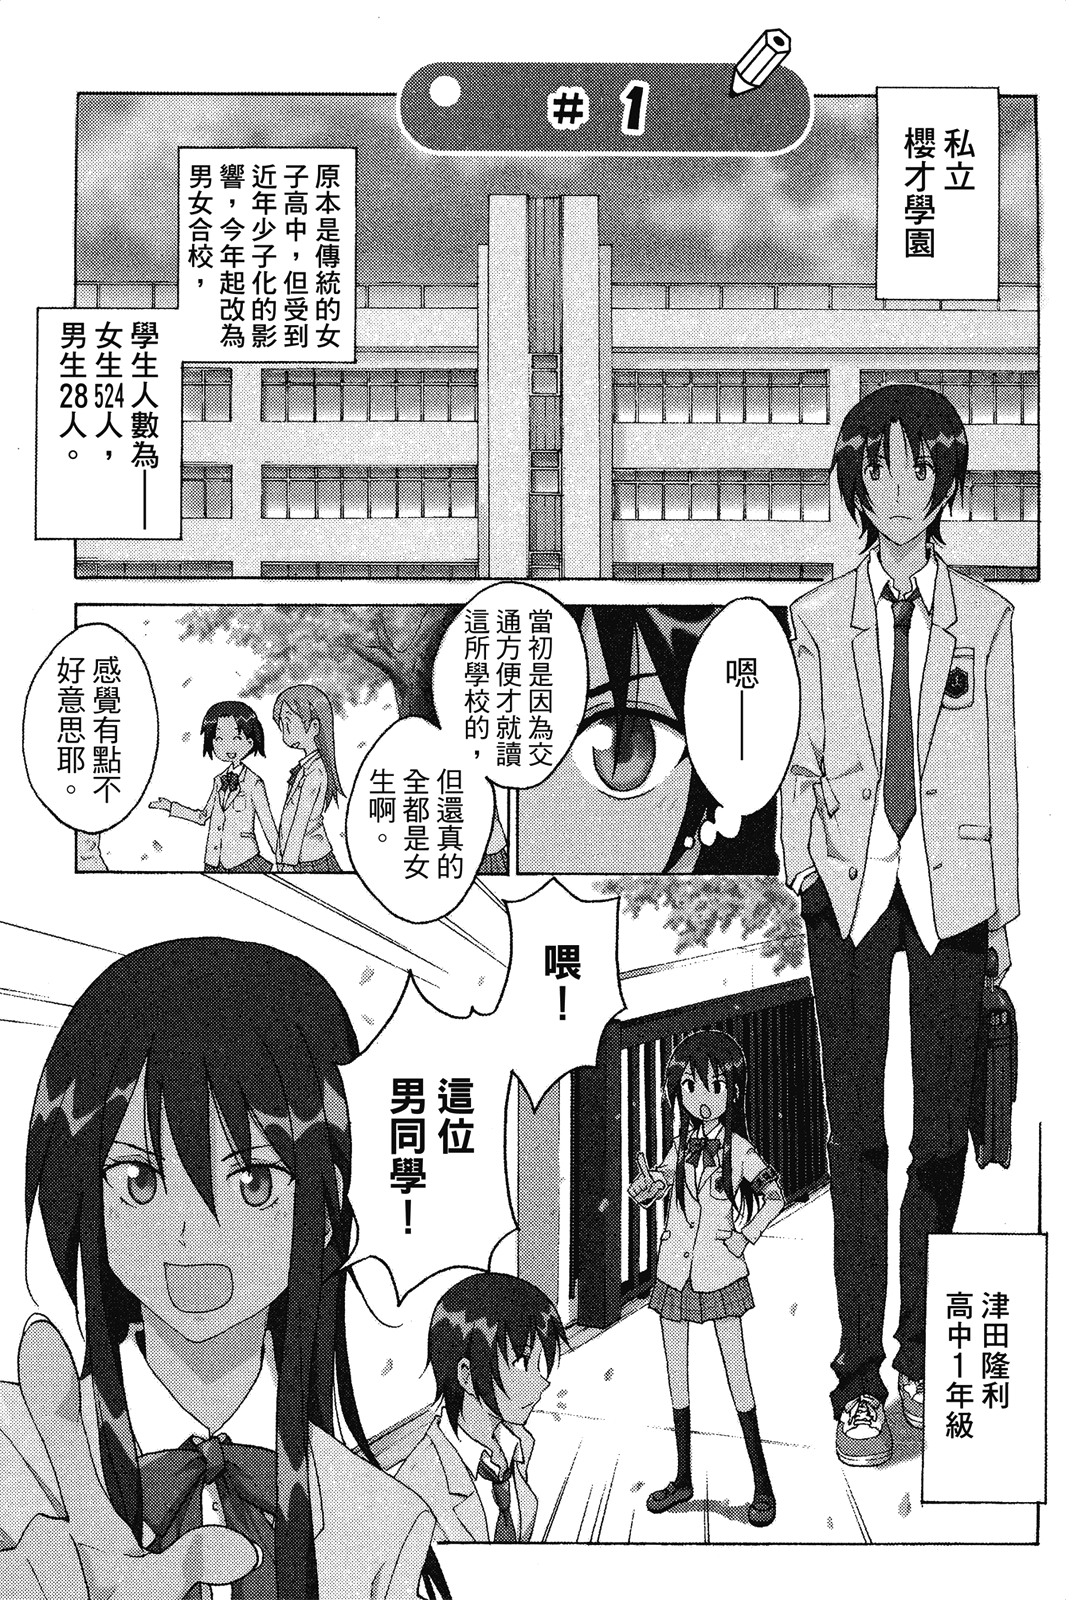 #1
私立
櫻才學園
原本是傳統的女
子高中，但受到
近年少子化的影
響，今年起改為
男女合校，
學生人數為——
女生524人，
男生28人。
嗯——
當初是因為交
通方便才就讀
這所學校的，
但還真的
全都是女
生啊。
感覺有點不
好意思耶。
喂！
這位
男同學！
津田隆利
高中1年級